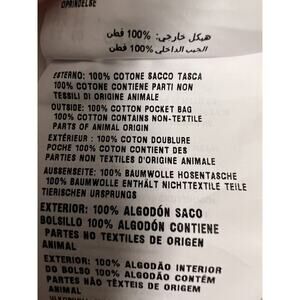 OPRINDELSE
هيكل خارجي: 100% قطن
الجيب الداخلي 100% قطن
ESTERNO: 100% COTONE SACCO TASCA
100% COTONE CONTIENE PARTI NON
TESSILI DI ORIGINE ANIMALE
OUTSIDE: 100% COTTON POCKET BAG
100% COTTON CONTAINS NON-TEXTILE
PARTS OF ANIMAL ORIGIN
EXTÉRIEUR : 100% COTON DOUBLURE
POCHE 100% COTON CONTIENT DES
PARTIES NON TEXTILES D'ORIGINE ANIMALE
AUSSENSEITE: 100% BAUMWOLLE HOSENTASCHE
100% BAUMWOLLE ENTHÄLT NICHTTEXTILE TEILE
TIERISCHEN URSPRUNGS
EXTERIOR: 100% ALGODÓN SACO
BOLSILLO 100% ALGODÓN CONTIENE
PARTES NO TEXTILES DE ORIGEN
ANIMAL
EXTERIOR: 100% ALGODÃO INTERIOR
DO BOLSO 100% ALGODÃO CONTÉM
PARTES NÃO TÊXTEIS DE ORIGEM
ANIMAL